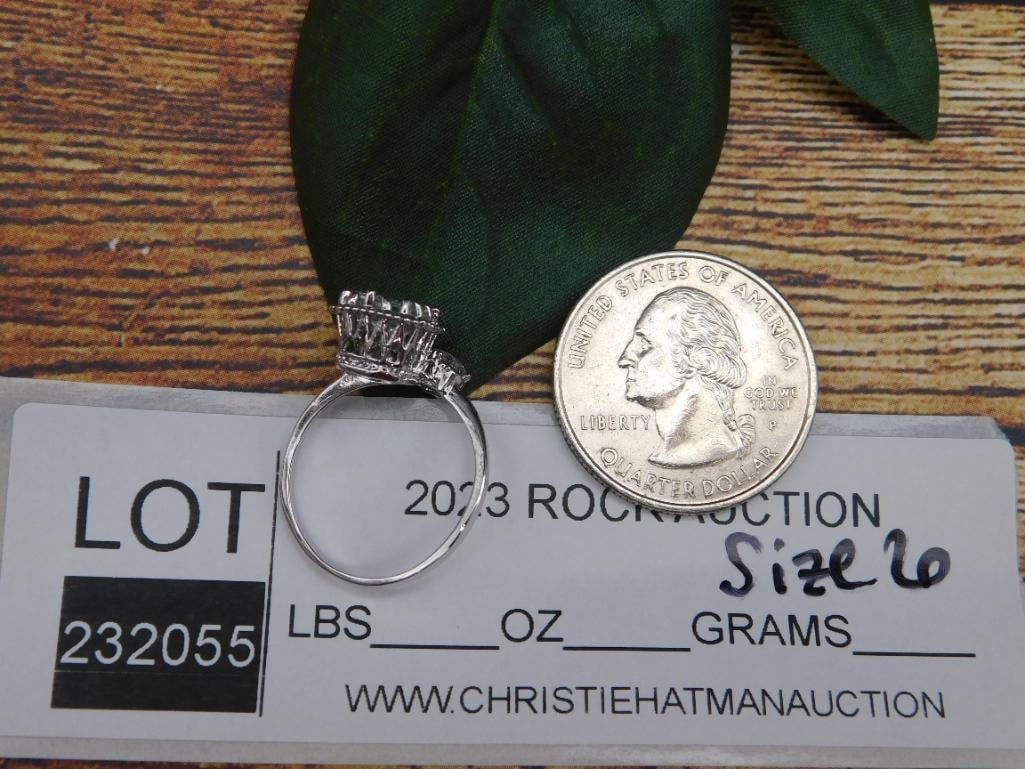 UNITED STATES OF AMERICA
LIBERTY
IN
GOD WE
TRUST
P
QUARTER DOLLAR
LOT
232055
2023 ROCK AUCTION
Size 6
LBS_____OZ_____GRAMS_____
WWW.CHRISTIEHATMANAUCTION